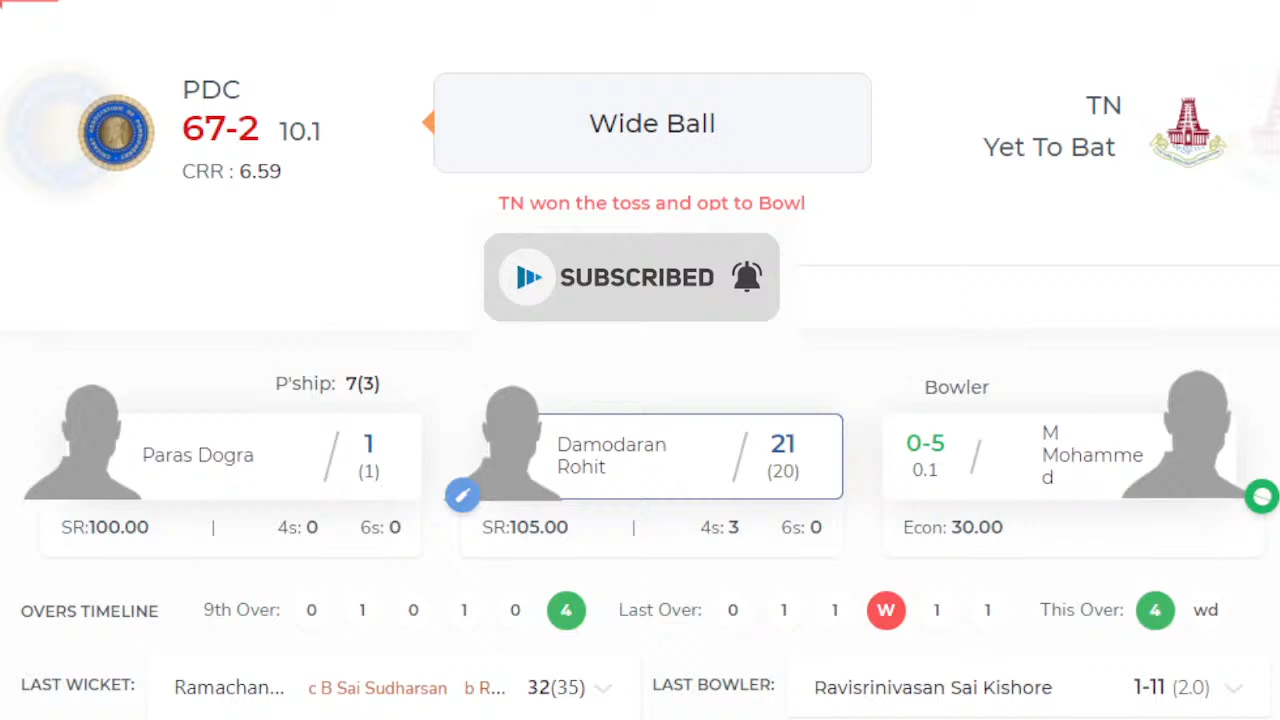 PDC
67-2 10.1
CRR : 6.59
Wide Ball
TN won the toss and opt to Bowl
TN
Yet To Bat
SUBSCRIBED
P'ship: 7(3)
Paras Dogra / 1
(1)
SR:100.00 | 4s: 0 6s: 0
Damodaran
Rohit / 21
(20)
SR:105.00 | 4s: 3 6s: 0
Bowler
0-5 /
0.1
M
Mohamme
d
Econ: 30.00
OVERS TIMELINE 9th Over: 0 1 0 1 0 4 Last Over: 0 1 1 W 1 1 This Over: 4 wd
LAST WICKET: Ramachan... c B Sai Sudharsan b R... 32(35) LAST BOWLER: Ravisrinivasan Sai Kishore 1-11 (2.0)